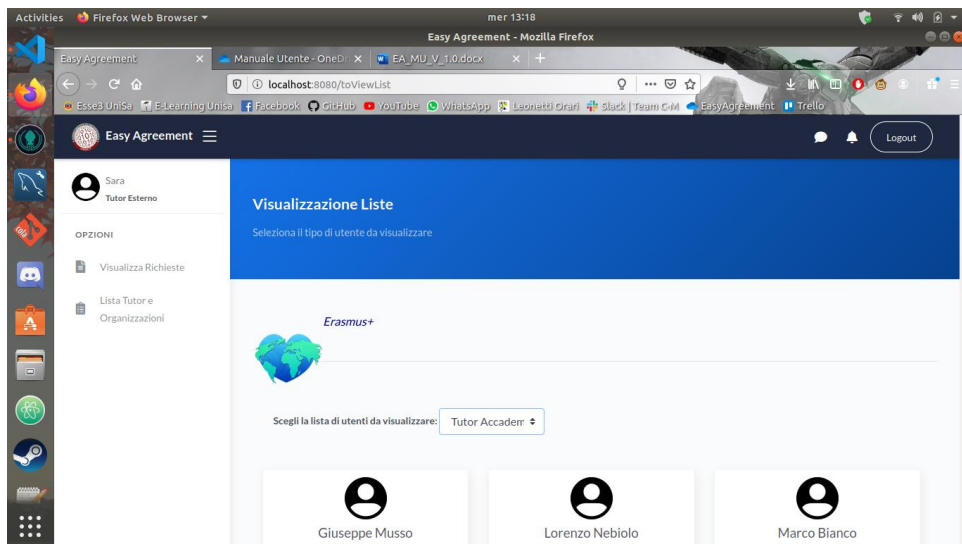 Activities Firefox Web Browser mer 13:18
Easy Agreement - Mozilla Firefox
Easy Agreement Manuale Utente - OneDr EA_MU_V_1.0.docx
localhost:8080/toViewList
Esse3 UniSa E-Learning Unisa Facebook GitHub YouTube WhatsApp Leonetti Orari Slack | Team C-M EasyAgreement Trello
Easy Agreement Logout
Sara
Tutor Esterno
OPZIONI
Visualizza Richieste
Lista Tutor e
Organizzazioni
Visualizzazione Liste
Seleziona il tipo di utente da visualizzare
Erasmus+
Scegli la lista di utenti da visualizzare: Tutor Accadem
Giuseppe Musso Lorenzo Nebiolo Marco Bianco